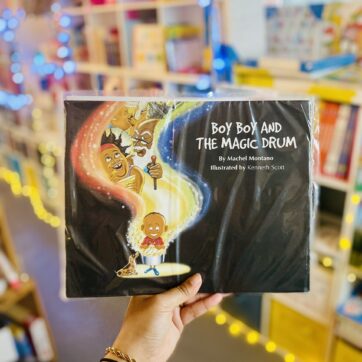 BOY BOY AND
THE MAGIC DRUM
By Machel Montano
Illustrated by Kenneth Scott